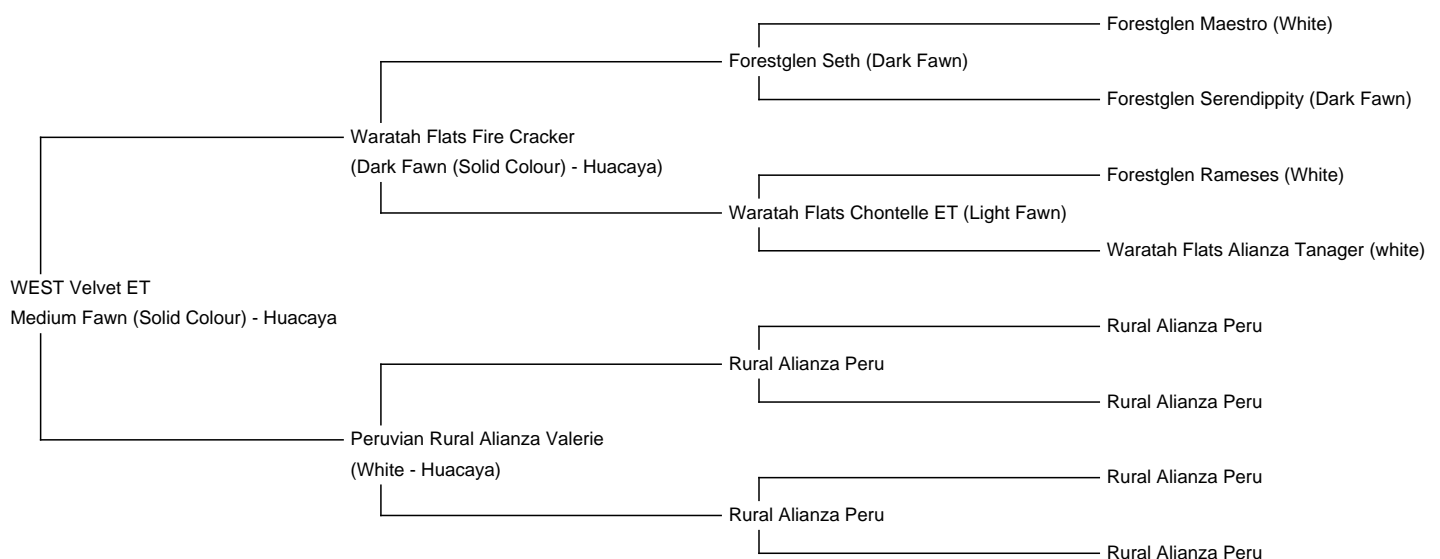 Forestglen Maestro (White)
Forestglen Seth (Dark Fawn)
Forestglen Serendippity (Dark Fawn)
Waratah Flats Fire Cracker
(Dark Fawn (Solid Colour) - Huacaya)
Forestglen Rameses (White)
Waratah Flats Chontelle ET (Light Fawn)
Waratah Flats Alianza Tanager (white)
WEST Velvet ET
Medium Fawn (Solid Colour) - Huacaya
Rural Alianza Peru
Rural Alianza Peru
Rural Alianza Peru
Peruvian Rural Alianza Valerie
(White - Huacaya)
Rural Alianza Peru
Rural Alianza Peru
Rural Alianza Peru